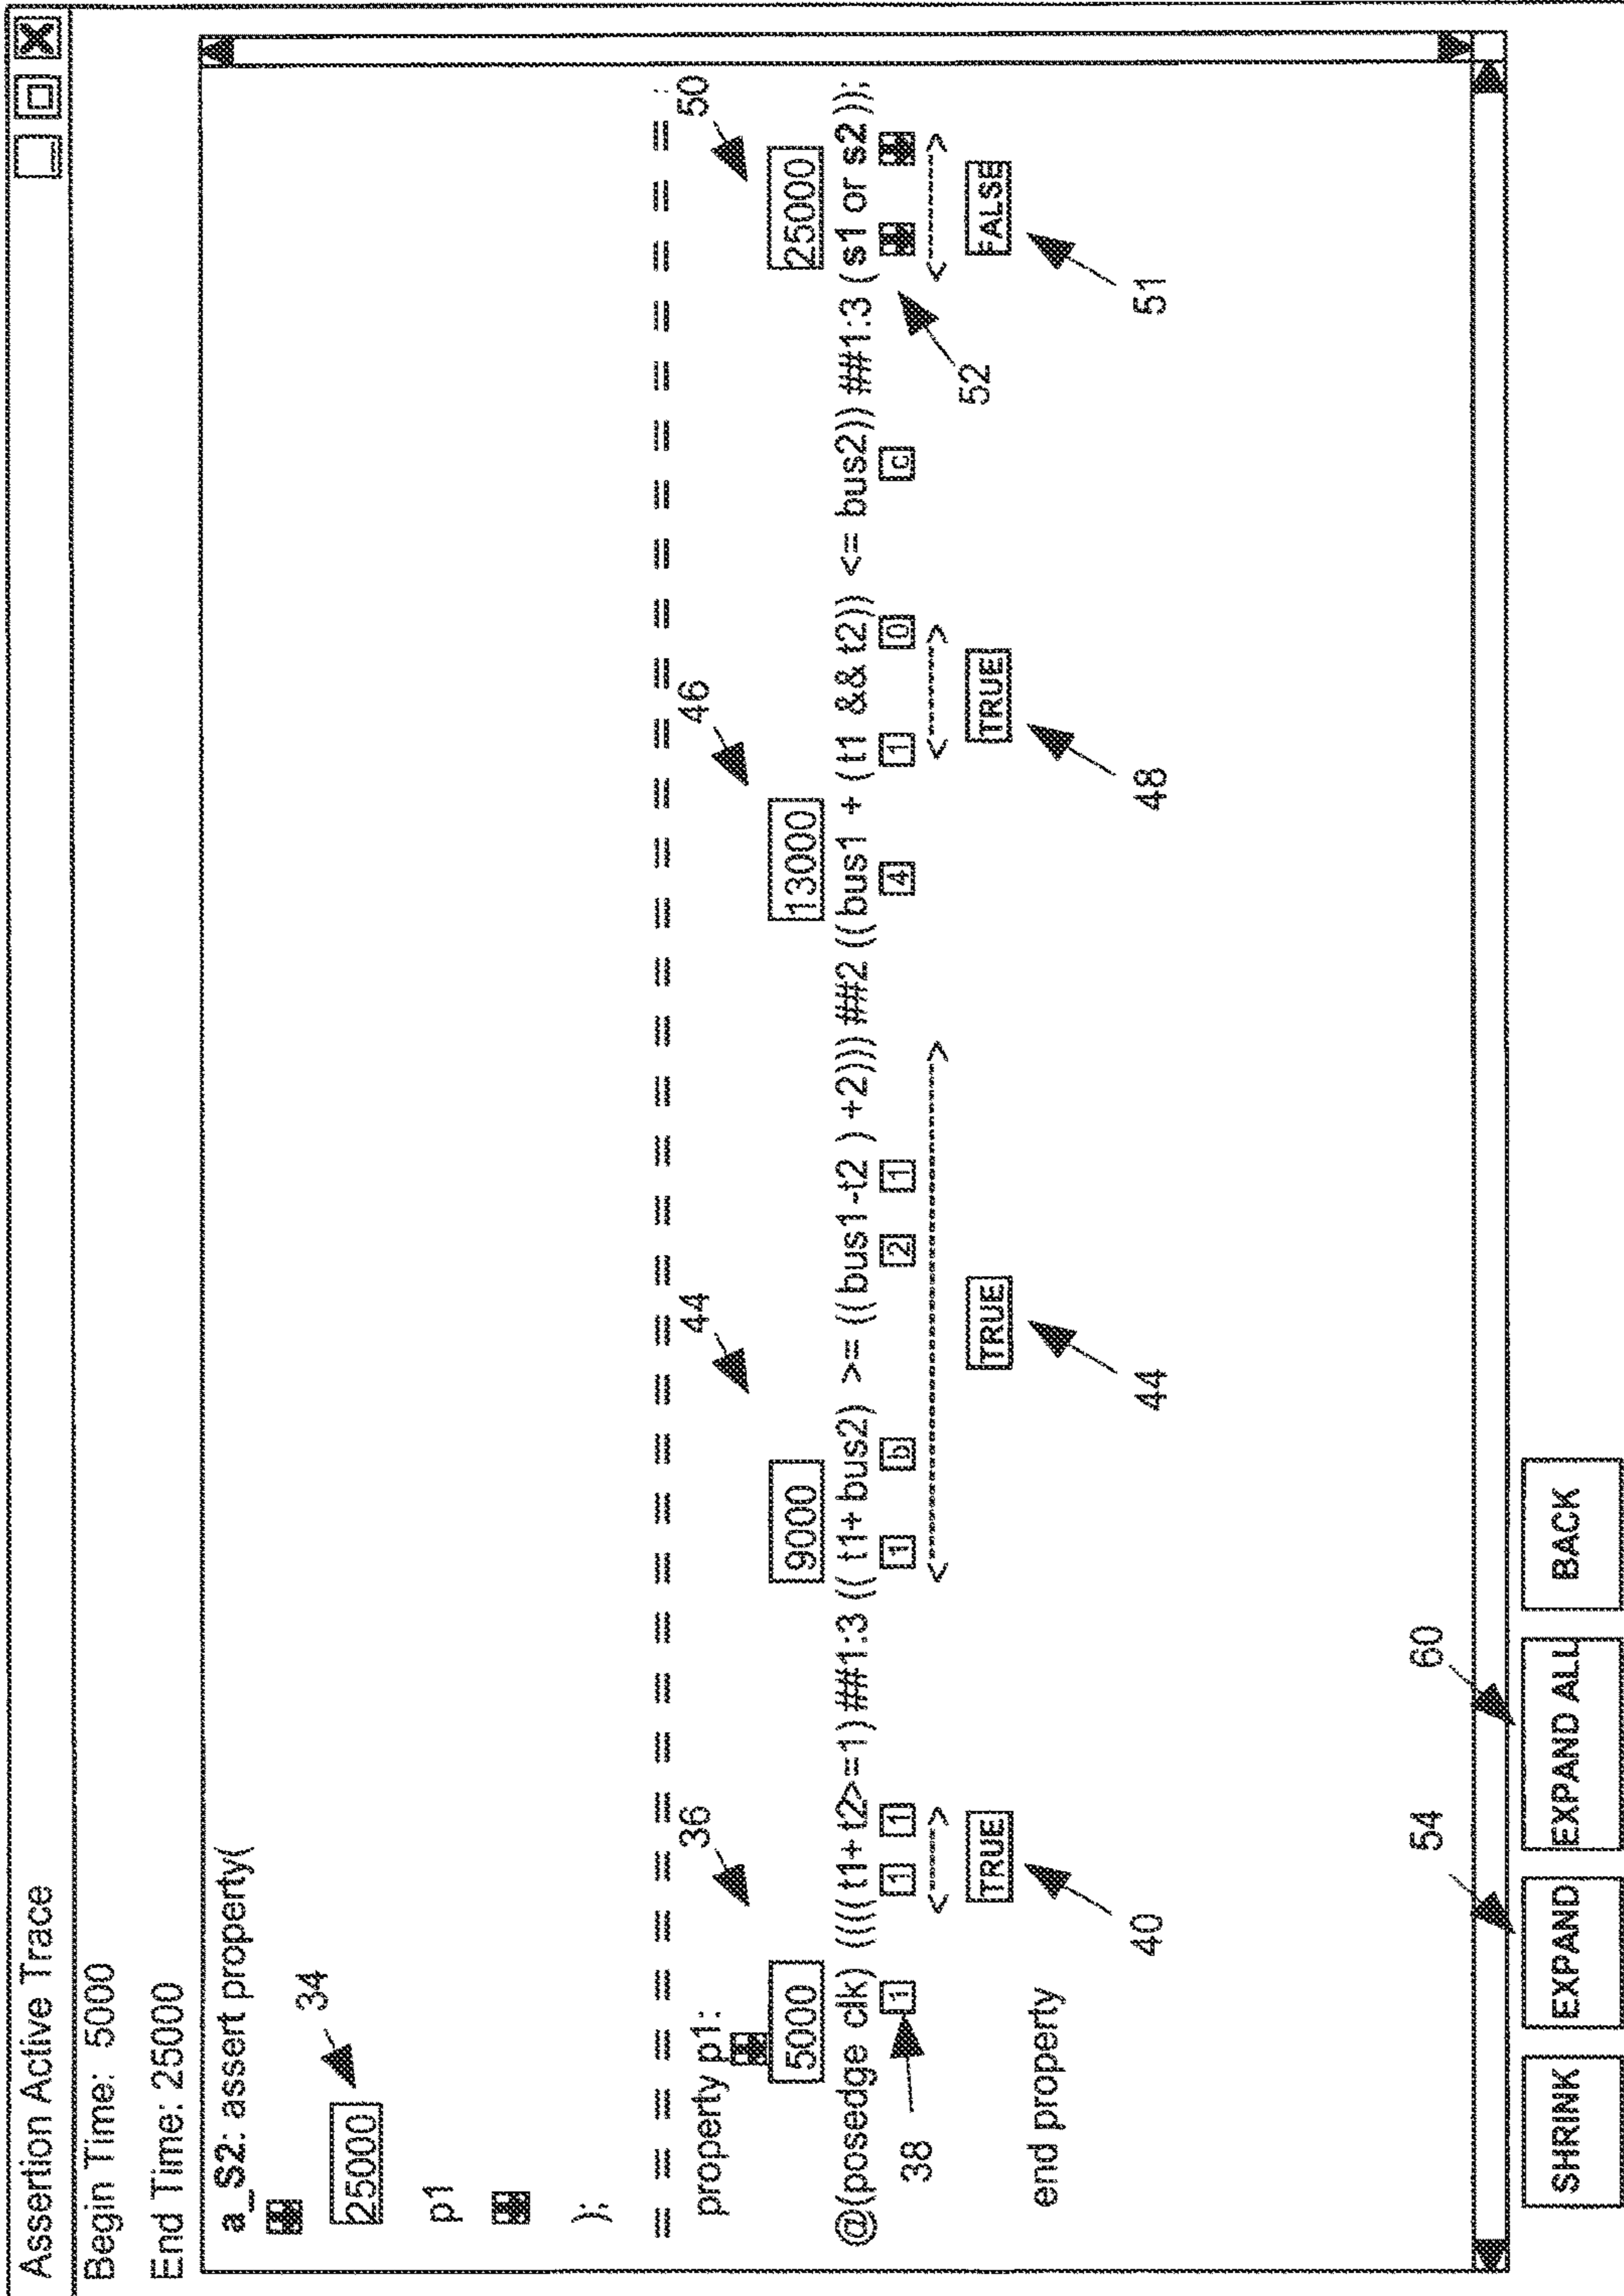 Assertion Active Trace
Begin Time: 5000
End Time: 25000
a_S2: assert property(
34
25000
p1
);
= = = = = = = = = = = = = = = = = = = = = = = = = = = = = = = = = = = =
property p1:
36 44 46 50
5000 9000 13000 25000
@(posedge clk) (((((t1+ t2>=1)##1:3 (( t1+ bus2) >= ((bus1-t2 ) +2))) ##2 (( bus1 + (t1 && t2)) <= bus2)) ##1:3 (s1 or s2 ));
1 1 1 1 b 2 1 4 1 0 c
38 <--------> <--------> <--------> <--------> 52
TRUE TRUE TRUE FALSE
end property
40 44 48 51
54 60
SHRINK EXPAND EXPAND ALL BACK